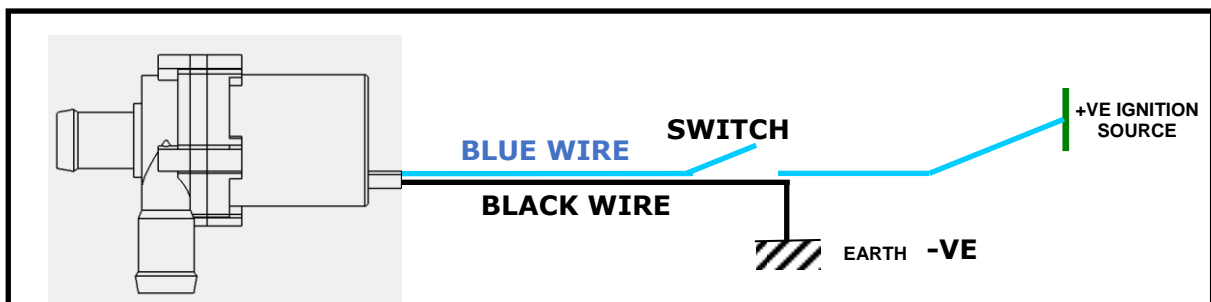 +VE IGNITION
SOURCE
SWITCH
BLUE WIRE
BLACK WIRE
EARTH -VE